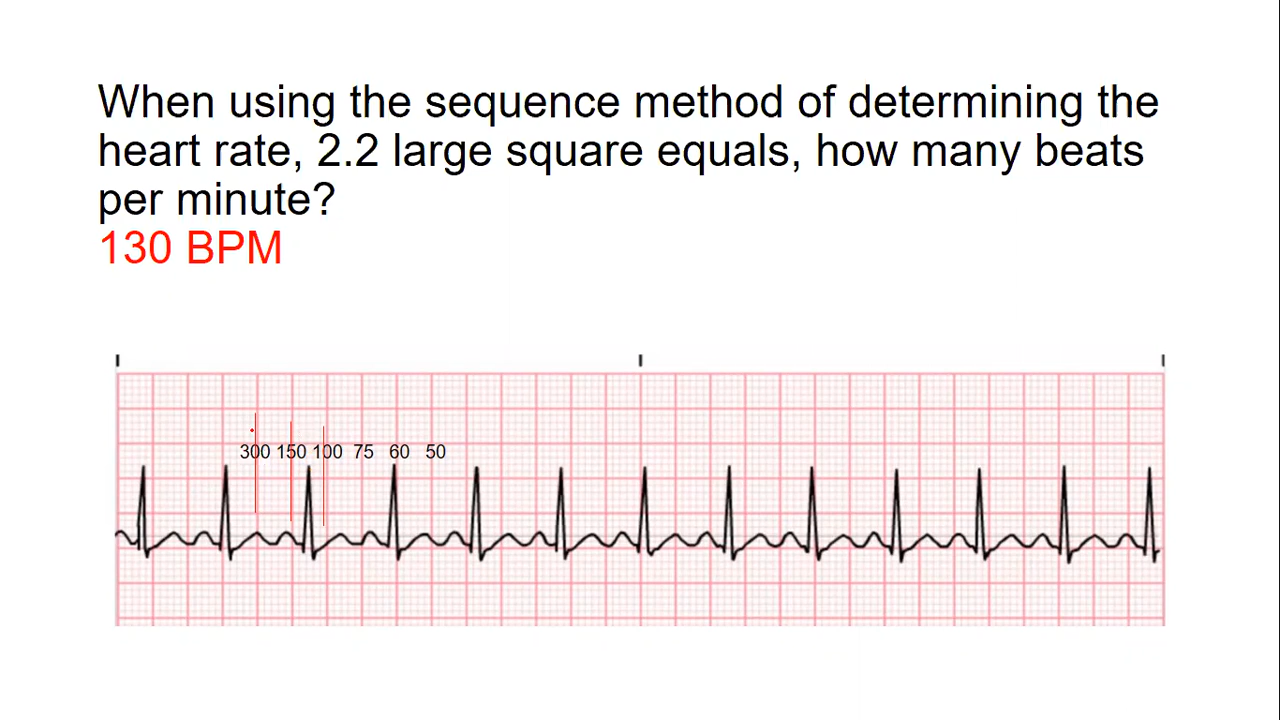 When using the sequence method of determining the
heart rate, 2.2 large square equals, how many beats
per minute?
130 BPM
300 150 100 75 60 50